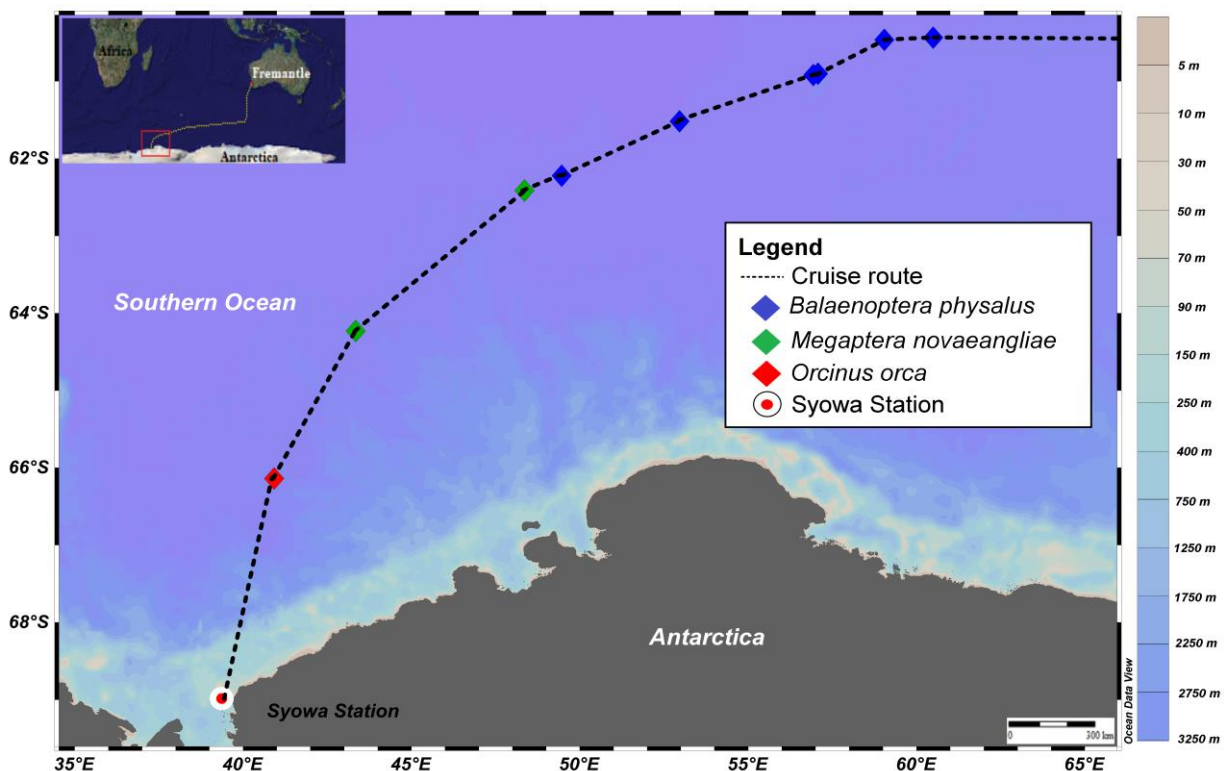 Africa
Fremantle
Antarctica
62°S
64°S
66°S
68°S
35°E
40°E
45°E
50°E
55°E
60°E
65°E
Southern Ocean
Legend
Cruise route
Balaenoptera physalus
Megaptera novaeangliae
Orcinus orca
Syowa Station
Antarctica
Syowa Station
0 300 km
Ocean Data View
5 m
10 m
30 m
50 m
70 m
90 m
150 m
250 m
400 m
750 m
1250 m
1750 m
2250 m
2750 m
3250 m